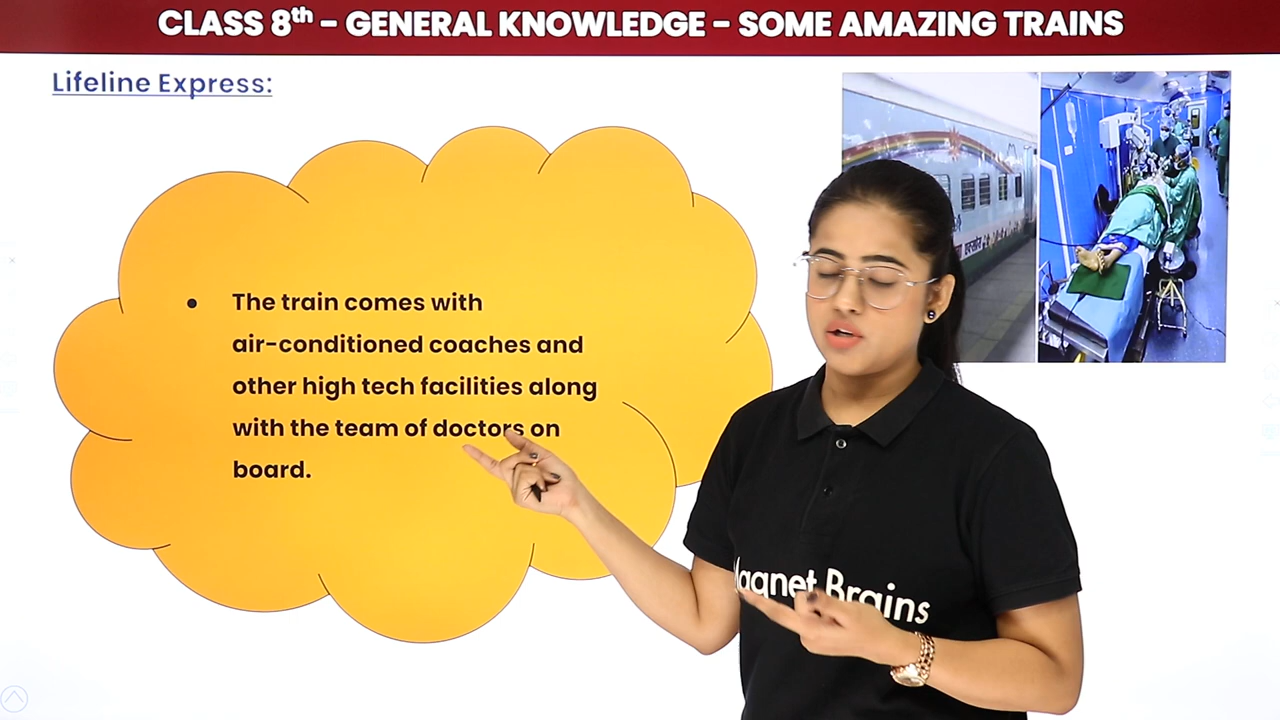 CLASS 8th – GENERAL KNOWLEDGE – SOME AMAZING TRAINS
Lifeline Express:
• The train comes with
air-conditioned coaches and
other high tech facilities along
with the team of doctors on
board.
Magnet Brains